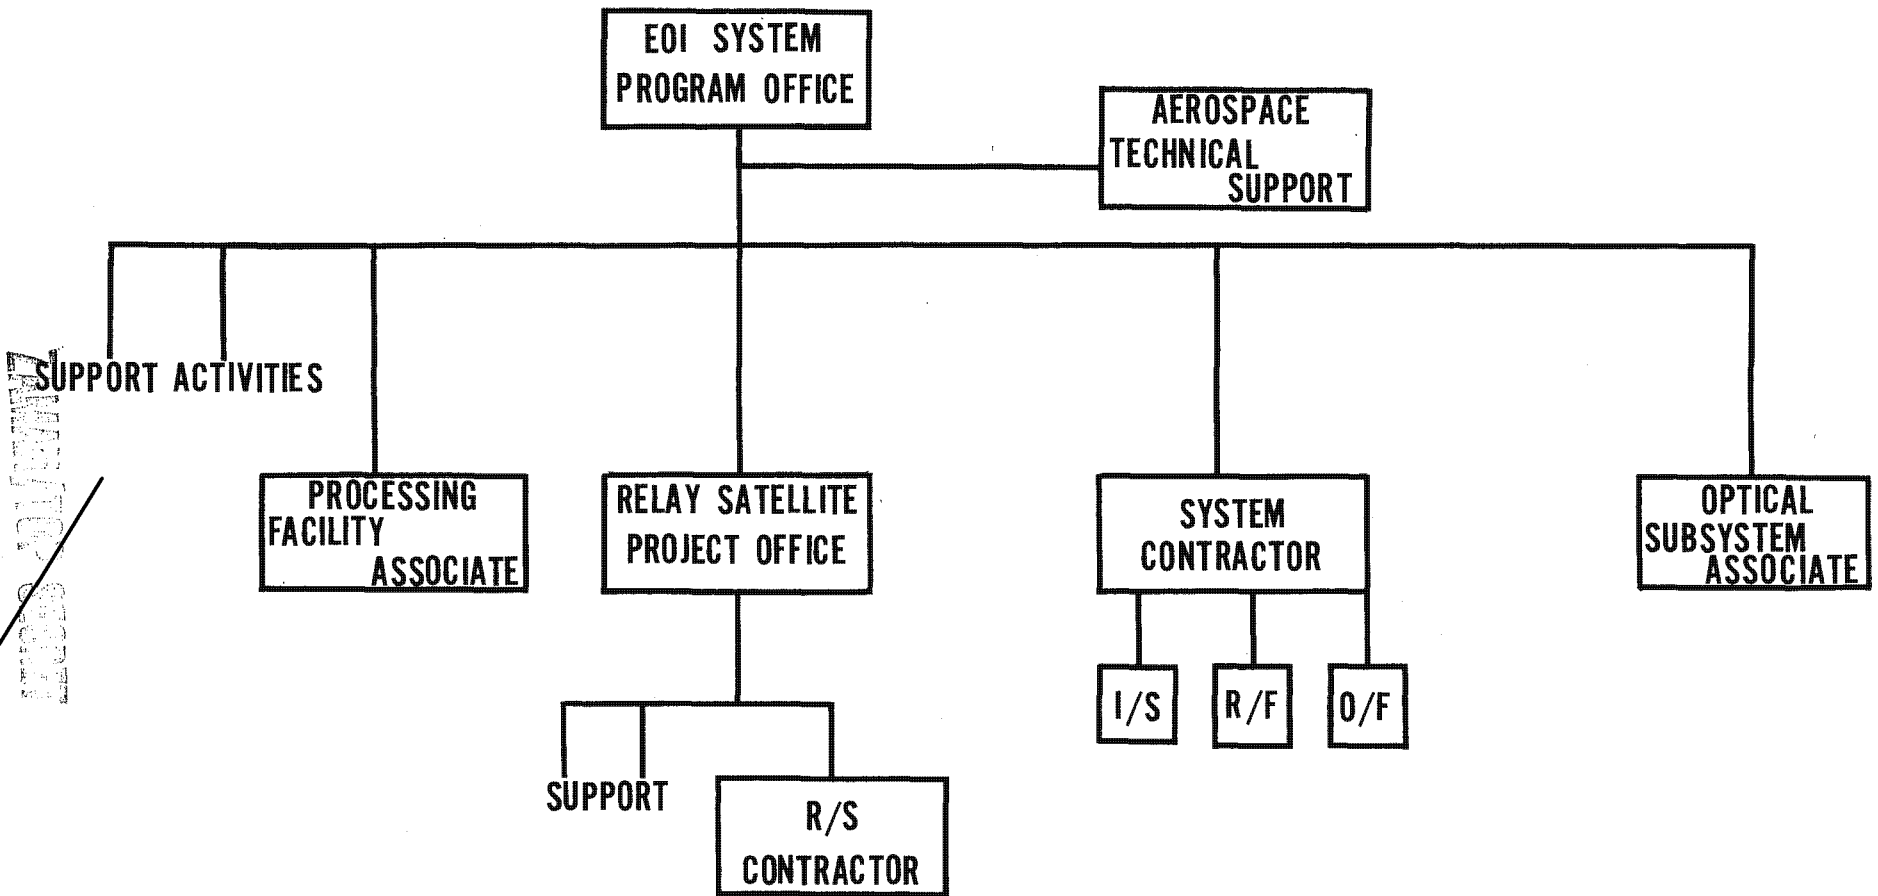 EOI SYSTEM
PROGRAM OFFICE
AEROSPACE
TECHNICAL
SUPPORT
SUPPORT ACTIVITIES
PROCESSING
FACILITY
ASSOCIATE
RELAY SATELLITE
PROJECT OFFICE
SYSTEM
CONTRACTOR
OPTICAL
SUBSYSTEM
ASSOCIATE
I/S
R/F
O/F
SUPPORT
R/S
CONTRACTOR